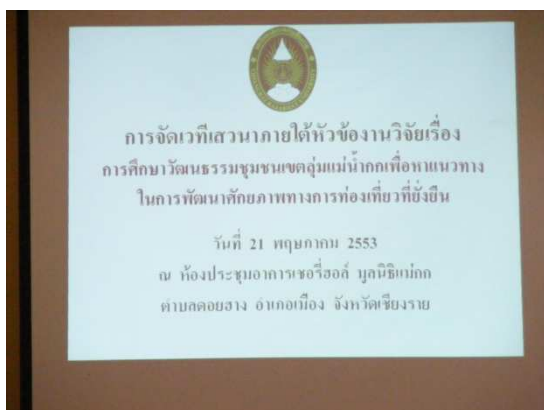 การจัดเวทีเสวนาภายใต้หัวข้องานวิจัยเรื่อง
การศึกษาวัฒนธรรมชุมชนเขตลุ่มแม่น้ำกกเพื่อหาแนวทาง
ในการพัฒนาศักยภาพทางการท่องเที่ยวที่ยั่งยืน
วันที่ 21 พฤษภาคม 2553
ณ ห้องประชุมอาคารเชอรี่ฮอล์ มูลนิธิแม่กก
ตำบลดอยฮาง อำเภอเมือง จังหวัดเชียงราย